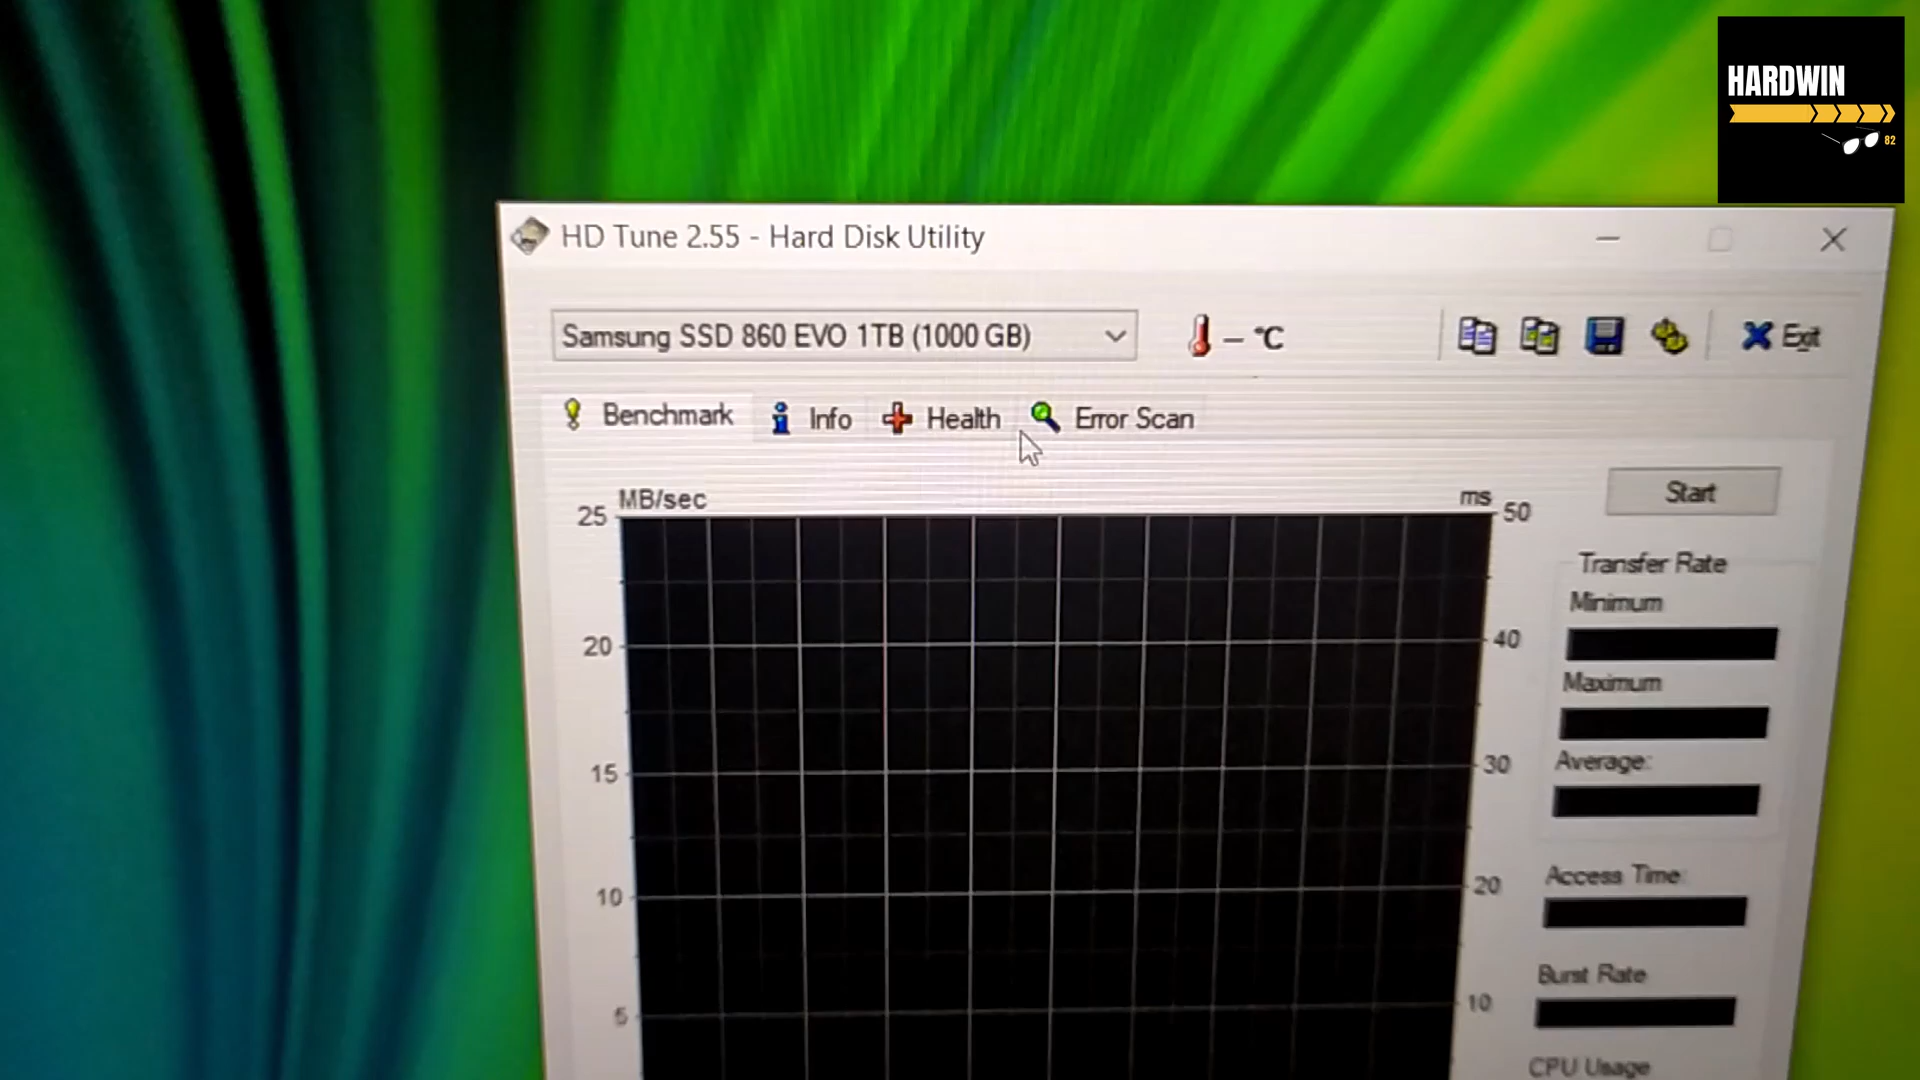 HARDWIN
82
HD Tune 2.55 - Hard Disk Utility
Samsung SSD 860 EVO 1TB (1000 GB)
– °C
Exit
Benchmark
Info
Health
Error Scan
MB/sec
ms
25
50
Start
Transfer Rate
Minimum
20
40
Maximum
15
30
Average:
10
20
Access Time:
Burst Rate
5
10
CPU Usage